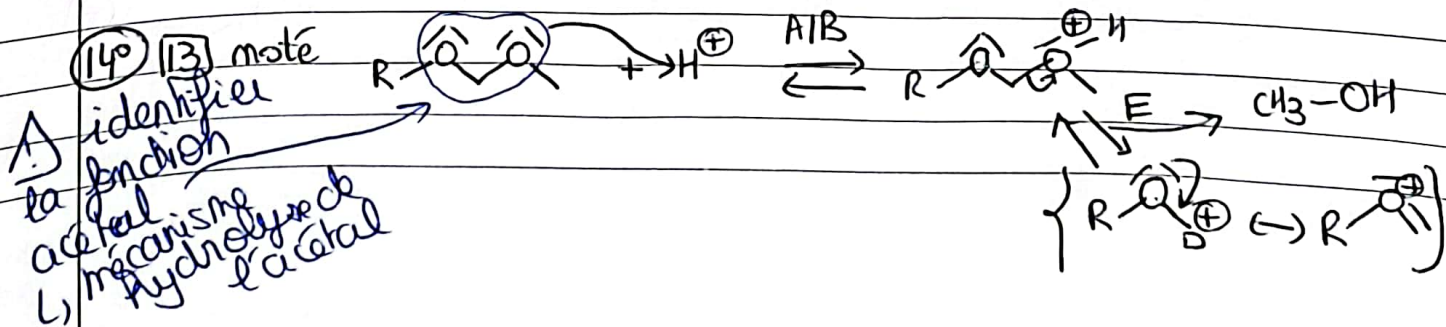 14° 13 noté
⚠ identifier
la fonction
acétal
↳ mécanisme
hydrolyse de
l'acétal
R O O + H⊕ A/B R O O ⊕ H
E CH3-OH
{ R O ⊕ ↔ R O ⊕ }